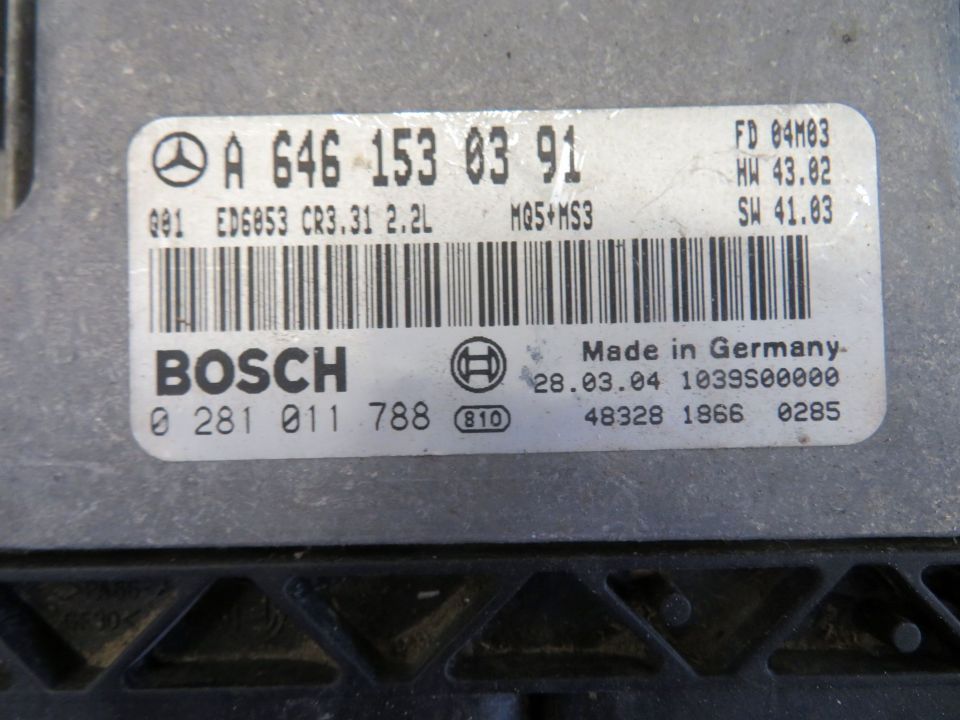 A 646 153 03 91
FD 04M03
HW 43.02
Q01 ED6053 CR3.31 2.2L MQ5+MS3 SW 41.03
BOSCH
Made in Germany
28.03.04 1039S00000
0 281 011 788 810 48328 1866 0285